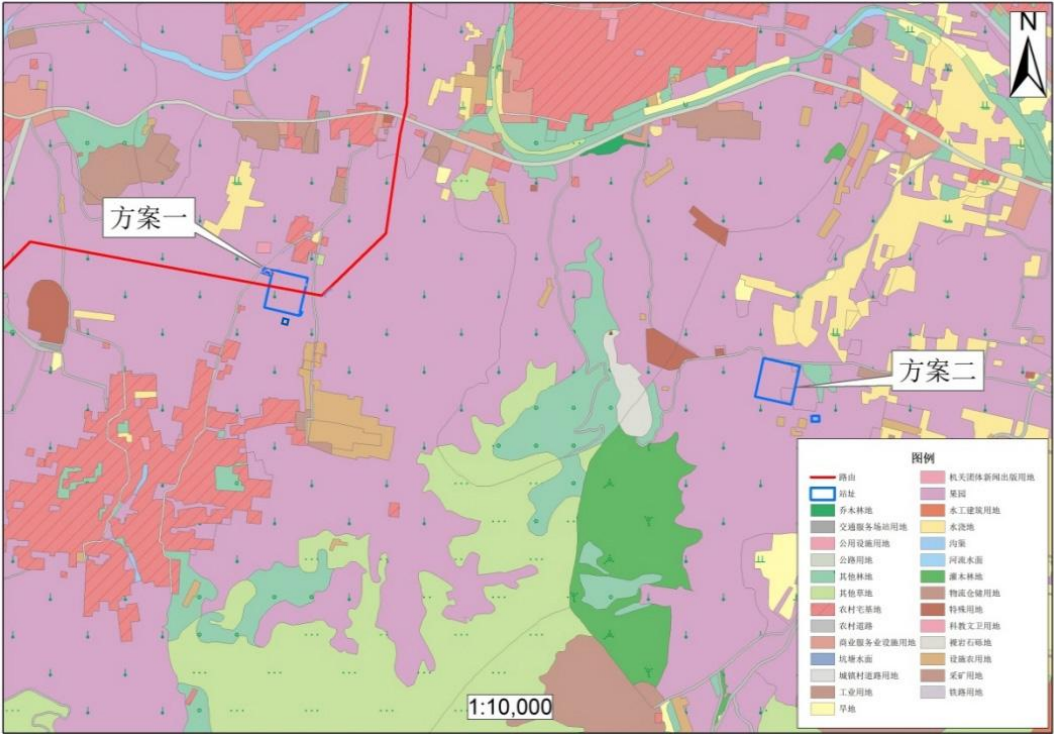 N
方案一
方案二
图例
路由
站址
乔木林地
交通服务场站用地
公用设施用地
公路用地
其他林地
其他草地
农村宅基地
农村道路
商业服务业设施用地
坑塘水面
城镇村道路用地
工业用地
旱地
机关团体新闻出版用地
果园
水工建筑用地
水浇地
沟渠
河流水面
灌木林地
物流仓储用地
特殊用地
科教文卫用地
裸岩石砾地
设施农用地
采矿用地
铁路用地
1:10,000